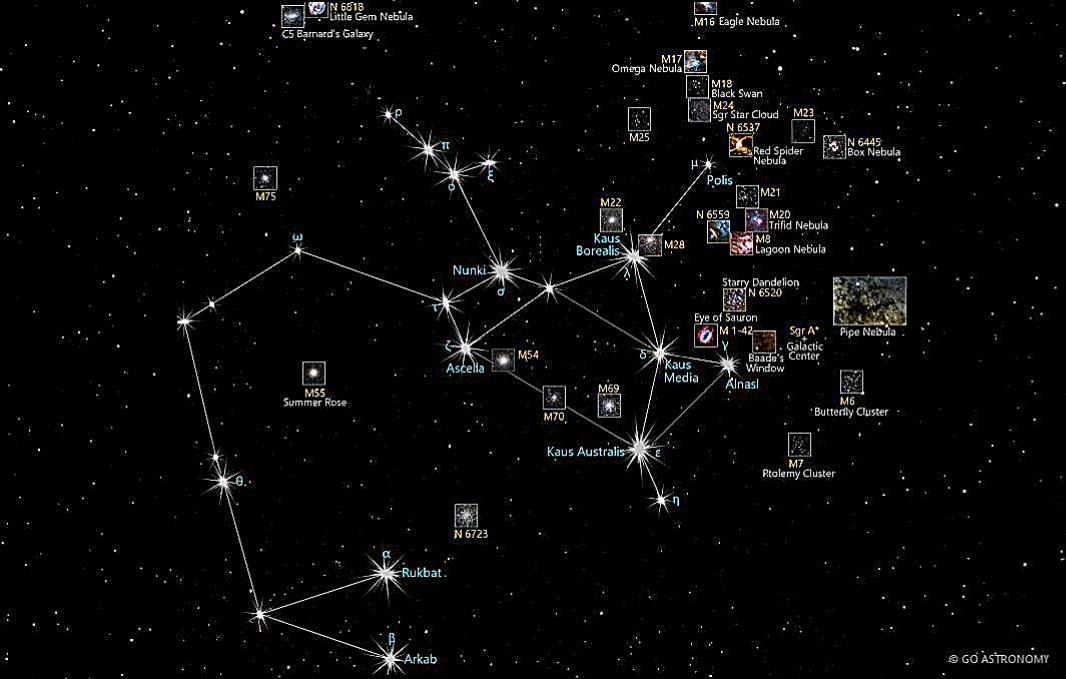 N 6818
Little Gem Nebula
C5 Barnard's Galaxy
M16 Eagle Nebula
M17
Omega Nebula
M18
Black Swan
M24
Sgr Star Cloud
M25
M23
N 6537
Red Spider
Nebula
N 6445
Box Nebula
ρ
π
ο
ξ
μ
Polis
M75
M21
M22
M20
Trifid Nebula
N 6559
M8
Lagoon Nebula
Kaus
Borealis
M28
λ
ω
Nunki
σ
τ
Starry Dandelion
N 6520
Eye of Sauron
M 1-42
Sgr A*
Galactic
Center
Pipe Nebula
γ
Baade's
Window
ζ
Ascella
M54
δ
Kaus
Media
Alnasl
M55
Summer Rose
M70
M69
M6
Butterfly Cluster
Kaus Australis
ε
M7
Ptolemy Cluster
θ
η
N 6723
α
Rukbat
ι
β
Arkab
© GO ASTRONOMY